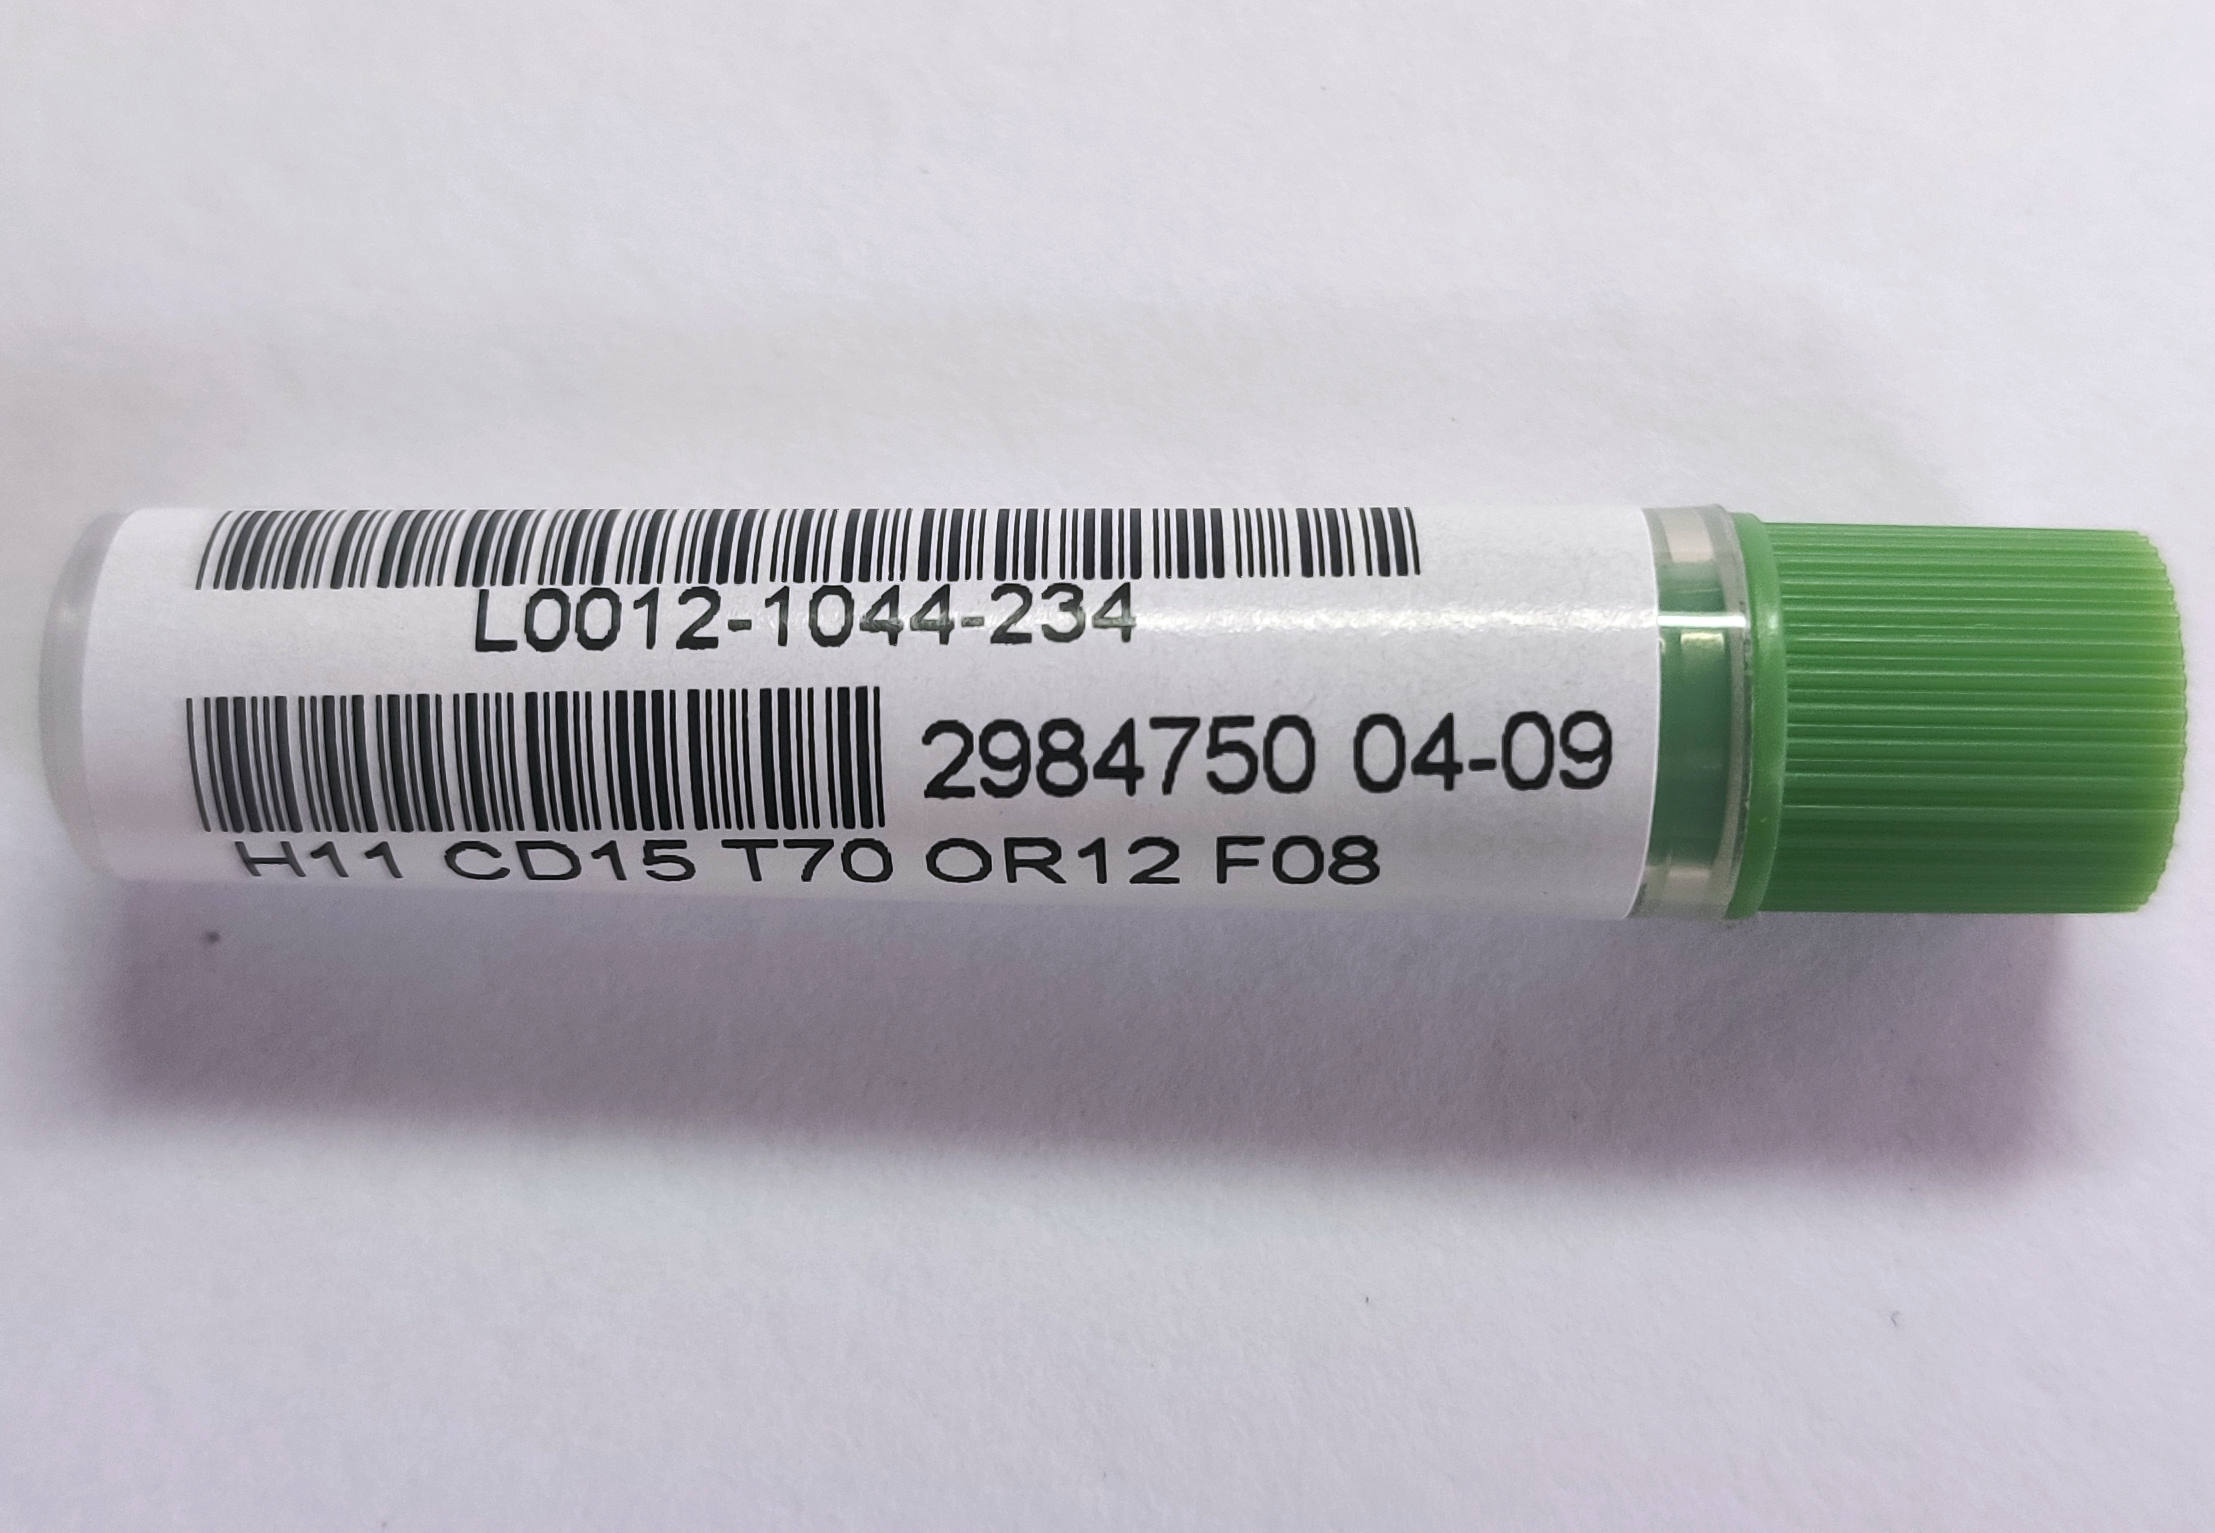 L0012-1044-234
2984750 04-09
H11 CD15 T70 OR12 F08